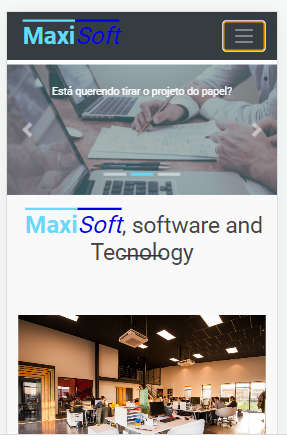 MaxiSoft
Está querendo tirar o projeto do papel?
MaxiSoft, software and
Tecnology